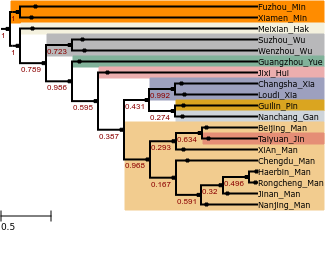 Fuzhou_Min
1
Xiamen_Min
1
Meixian_Hak
1
Suzhou_Wu
0.723
Wenzhou_Wu
0.789
Guangzhou_Yue
0.986
Jixi_Hui
0.595
Changsha_Xia
0.992
Loudi_Xia
0.431
Guilin_Pin
0.274
Nanchang_Gan
0.387
Beijing_Man
0.634
Taiyuan_Jin
0.293
XiAn_Man
0.965
Chengdu_Man
0.167
Haerbin_Man
0.496
Rongcheng_Man
0.32
Jinan_Man
0.591
Nanjing_Man
0.5